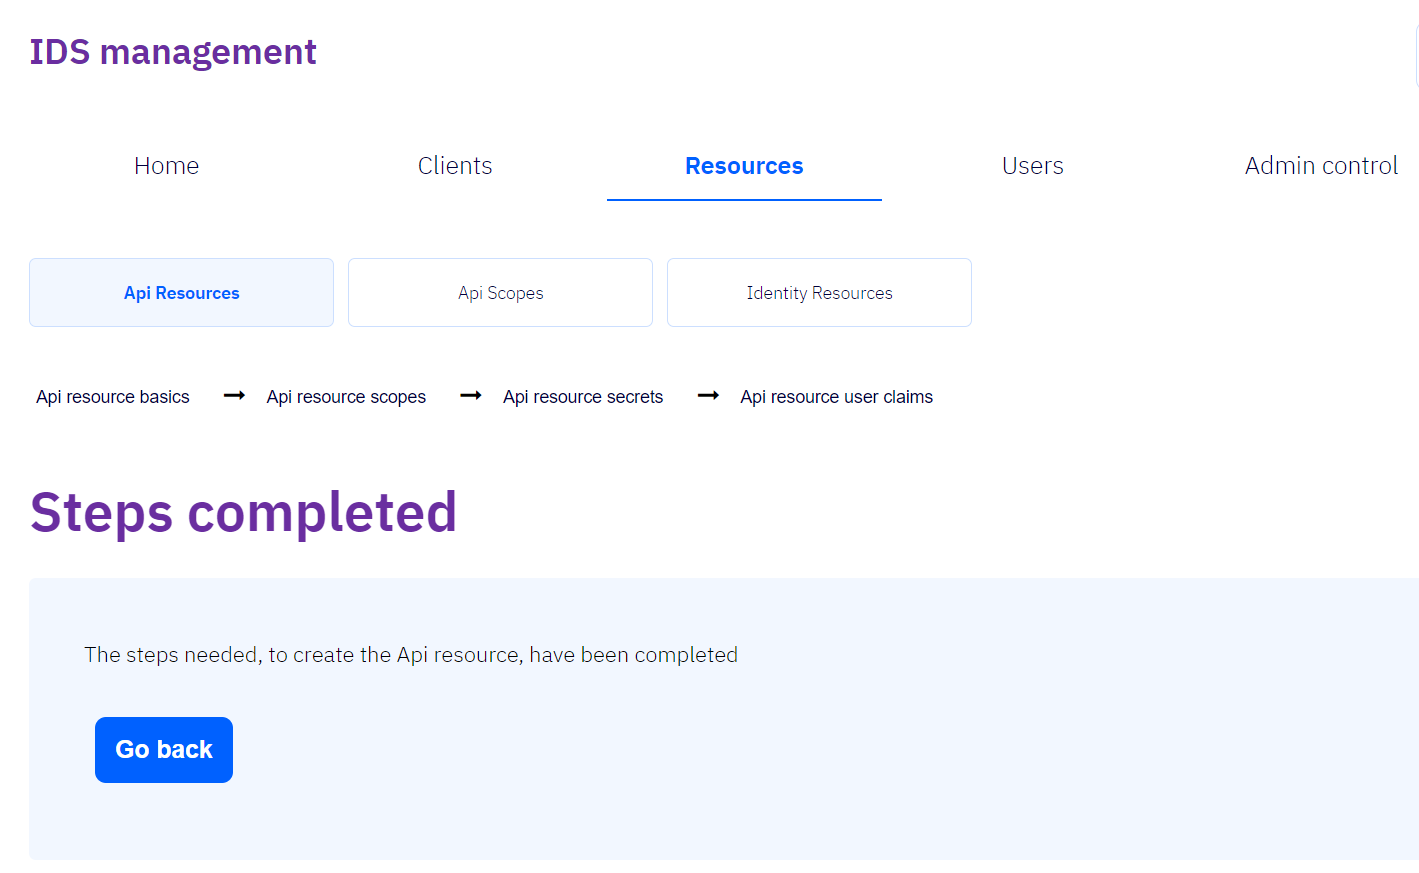 IDS management
Home Clients Resources Users Admin control
Api Resources Api Scopes Identity Resources
Api resource basics → Api resource scopes → Api resource secrets → Api resource user claims
Steps completed
The steps needed, to create the Api resource, have been completed
Go back